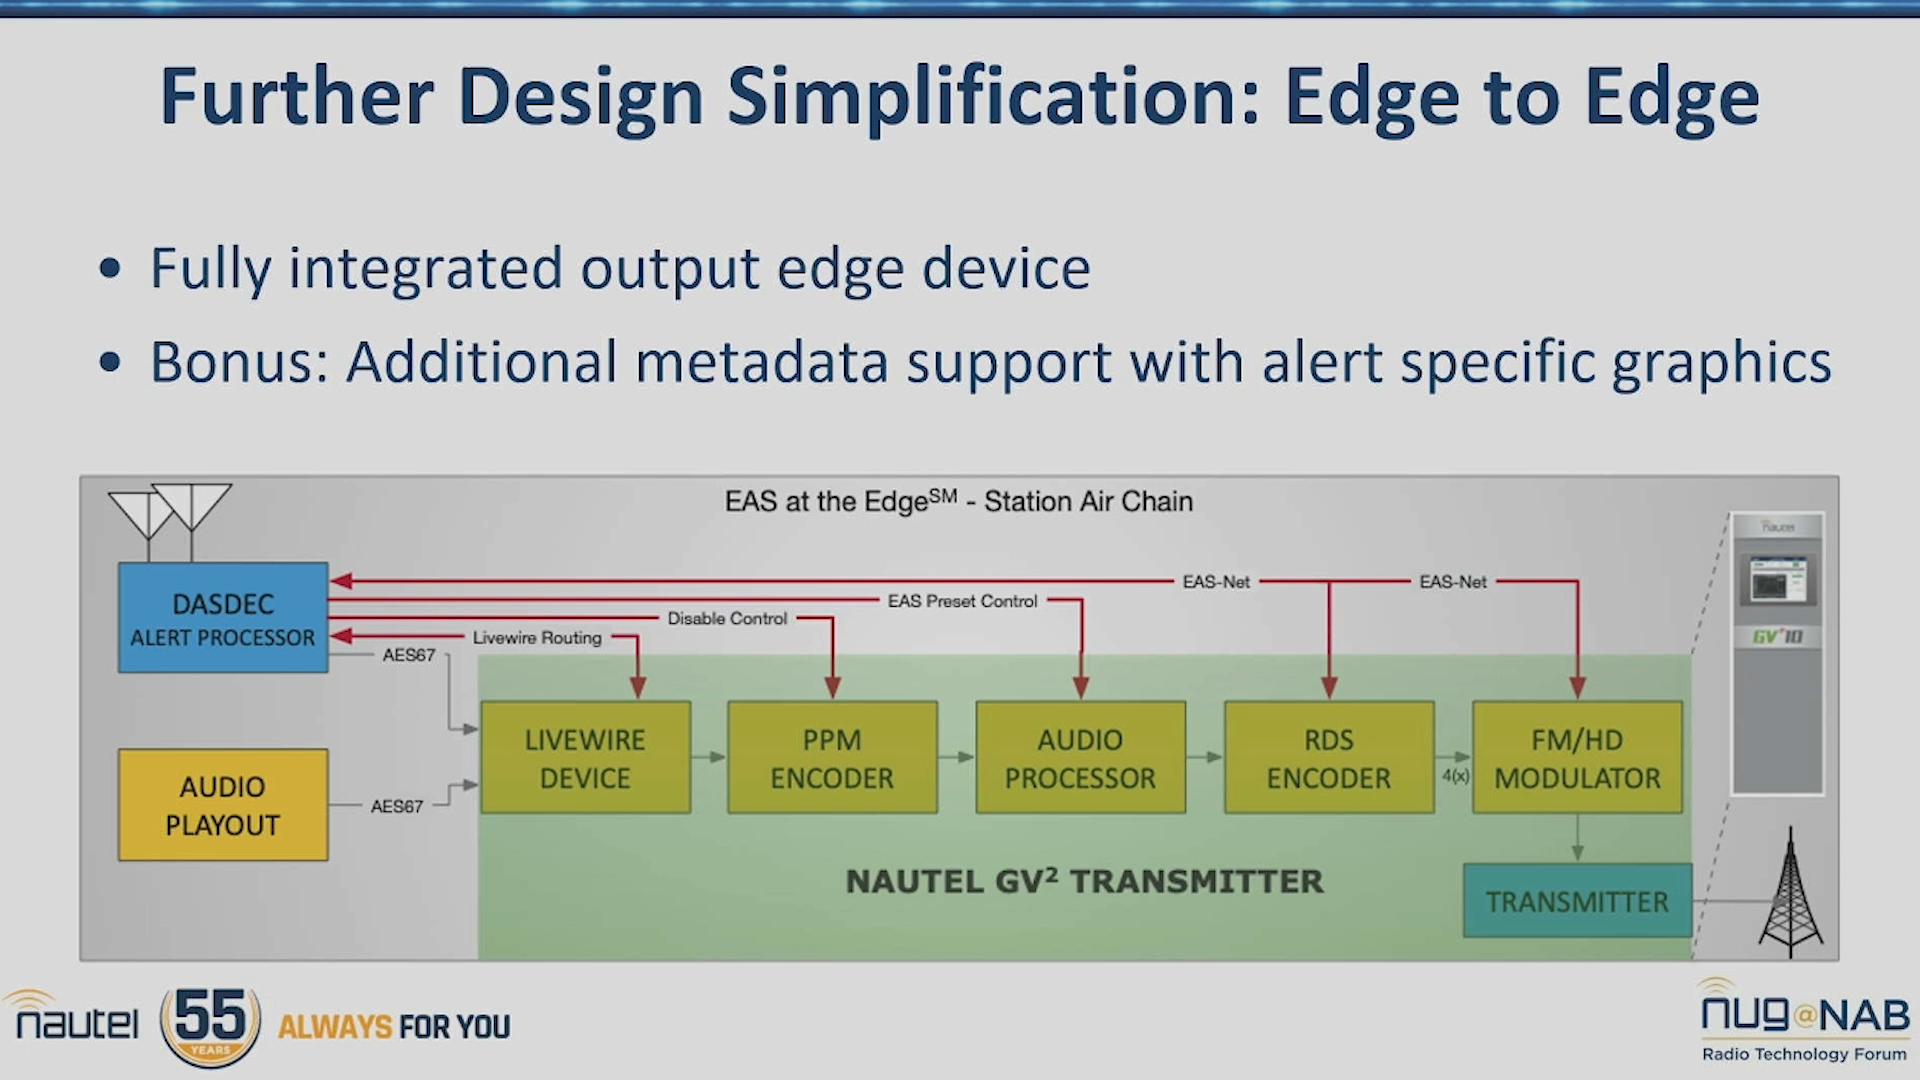 Further Design Simplification: Edge to Edge
• Fully integrated output edge device
• Bonus: Additional metadata support with alert specific graphics
EAS at the Edge℠ - Station Air Chain
nautel
DASDEC
ALERT PROCESSOR
EAS-Net
EAS-Net
EAS Preset Control
Disable Control
Livewire Routing
AES67
GV²10
LIVEWIRE
DEVICE
PPM
ENCODER
AUDIO
PROCESSOR
RDS
ENCODER
4(x)
FM/HD
MODULATOR
AUDIO
PLAYOUT
AES67
NAUTEL GV² TRANSMITTER
TRANSMITTER
nautel
55
YEARS
ALWAYS FOR YOU
nug@NAB
Radio Technology Forum